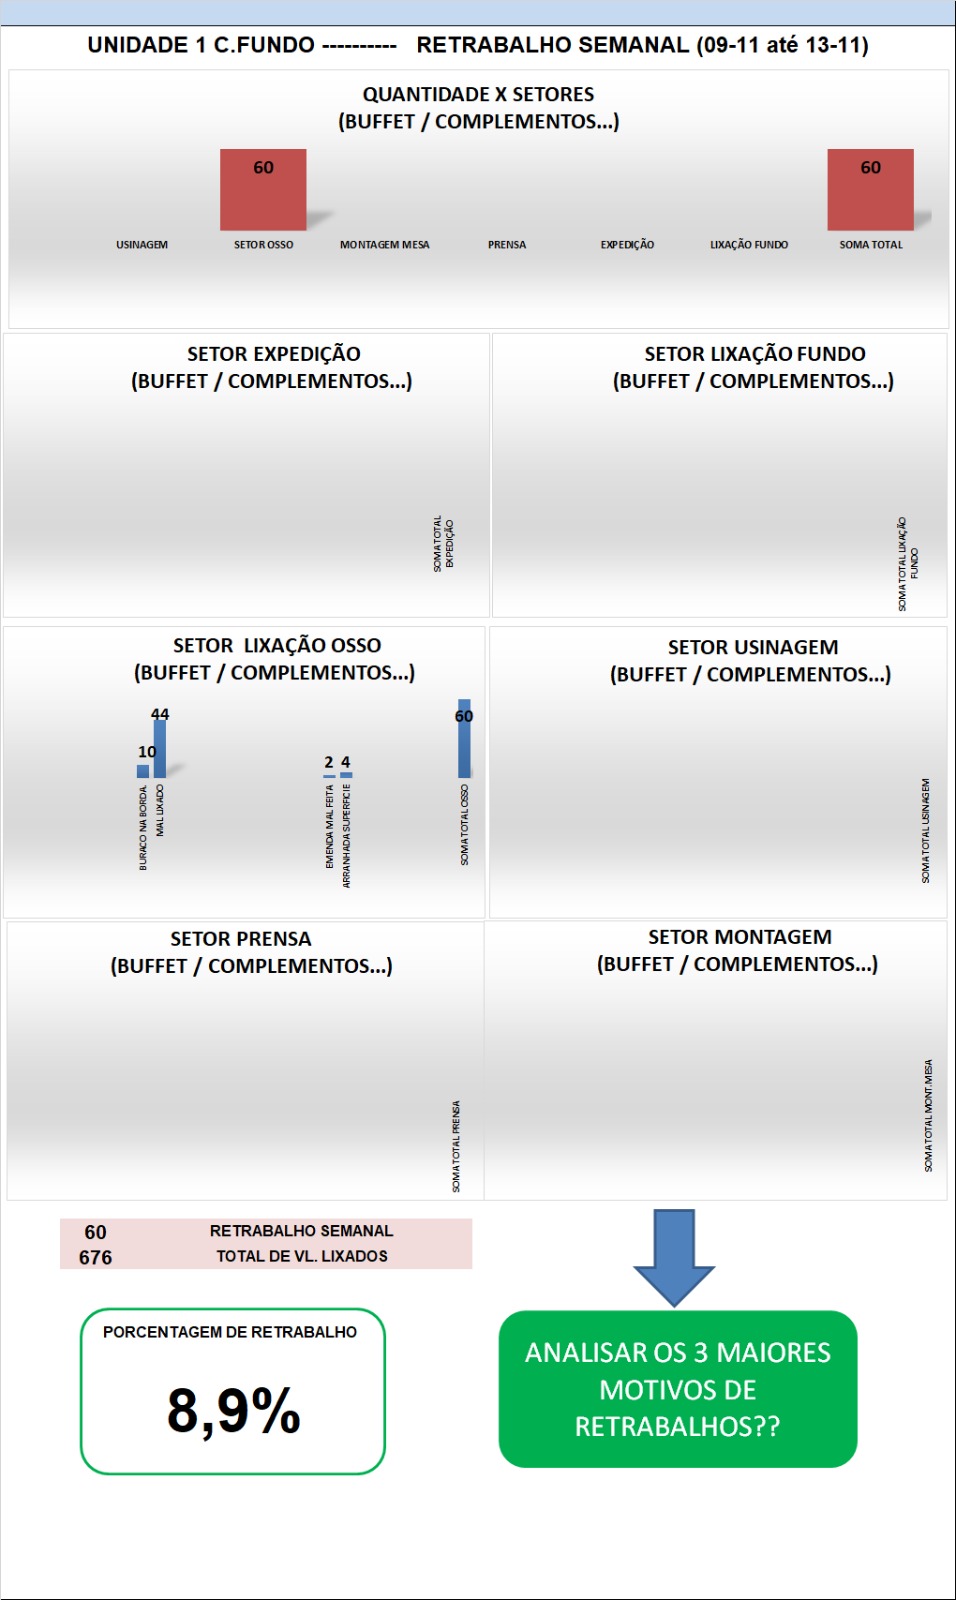 UNIDADE 1 C.FUNDO ---------- RETRABALHO SEMANAL (09-11 até 13-11)
QUANTIDADE X SETORES
(BUFFET / COMPLEMENTOS...)
60
60
USINAGEM
SETOR OSSO
MONTAGEM MESA
PRENSA
EXPEDIÇÃO
LIXAÇÃO FUNDO
SOMA TOTAL
SETOR EXPEDIÇÃO
(BUFFET / COMPLEMENTOS...)
SOMA TOTAL
EXPEDIÇÃO
SETOR LIXAÇÃO FUNDO
(BUFFET / COMPLEMENTOS...)
SOMA TOTAL LIXAÇÃO
FUNDO
SETOR LIXAÇÃO OSSO
(BUFFET / COMPLEMENTOS...)
10
44
2
4
60
BURACO NA BORDA.
MAL LIXADO
EMENDA MAL FEITA
ARRANHADA SUPERFICIE
SOMA TOTAL OSSO
SETOR USINAGEM
(BUFFET / COMPLEMENTOS...)
SOMA TOTAL USINAGEM
SETOR PRENSA
(BUFFET / COMPLEMENTOS...)
SOMA TOTAL PRENSA
SETOR MONTAGEM
(BUFFET / COMPLEMENTOS...)
SOMA TOTAL MONT.MESA
60 RETRABALHO SEMANAL
676 TOTAL DE VL. LIXADOS
PORCENTAGEM DE RETRABALHO
8,9%
ANALISAR OS 3 MAIORES
MOTIVOS DE
RETRABALHOS??